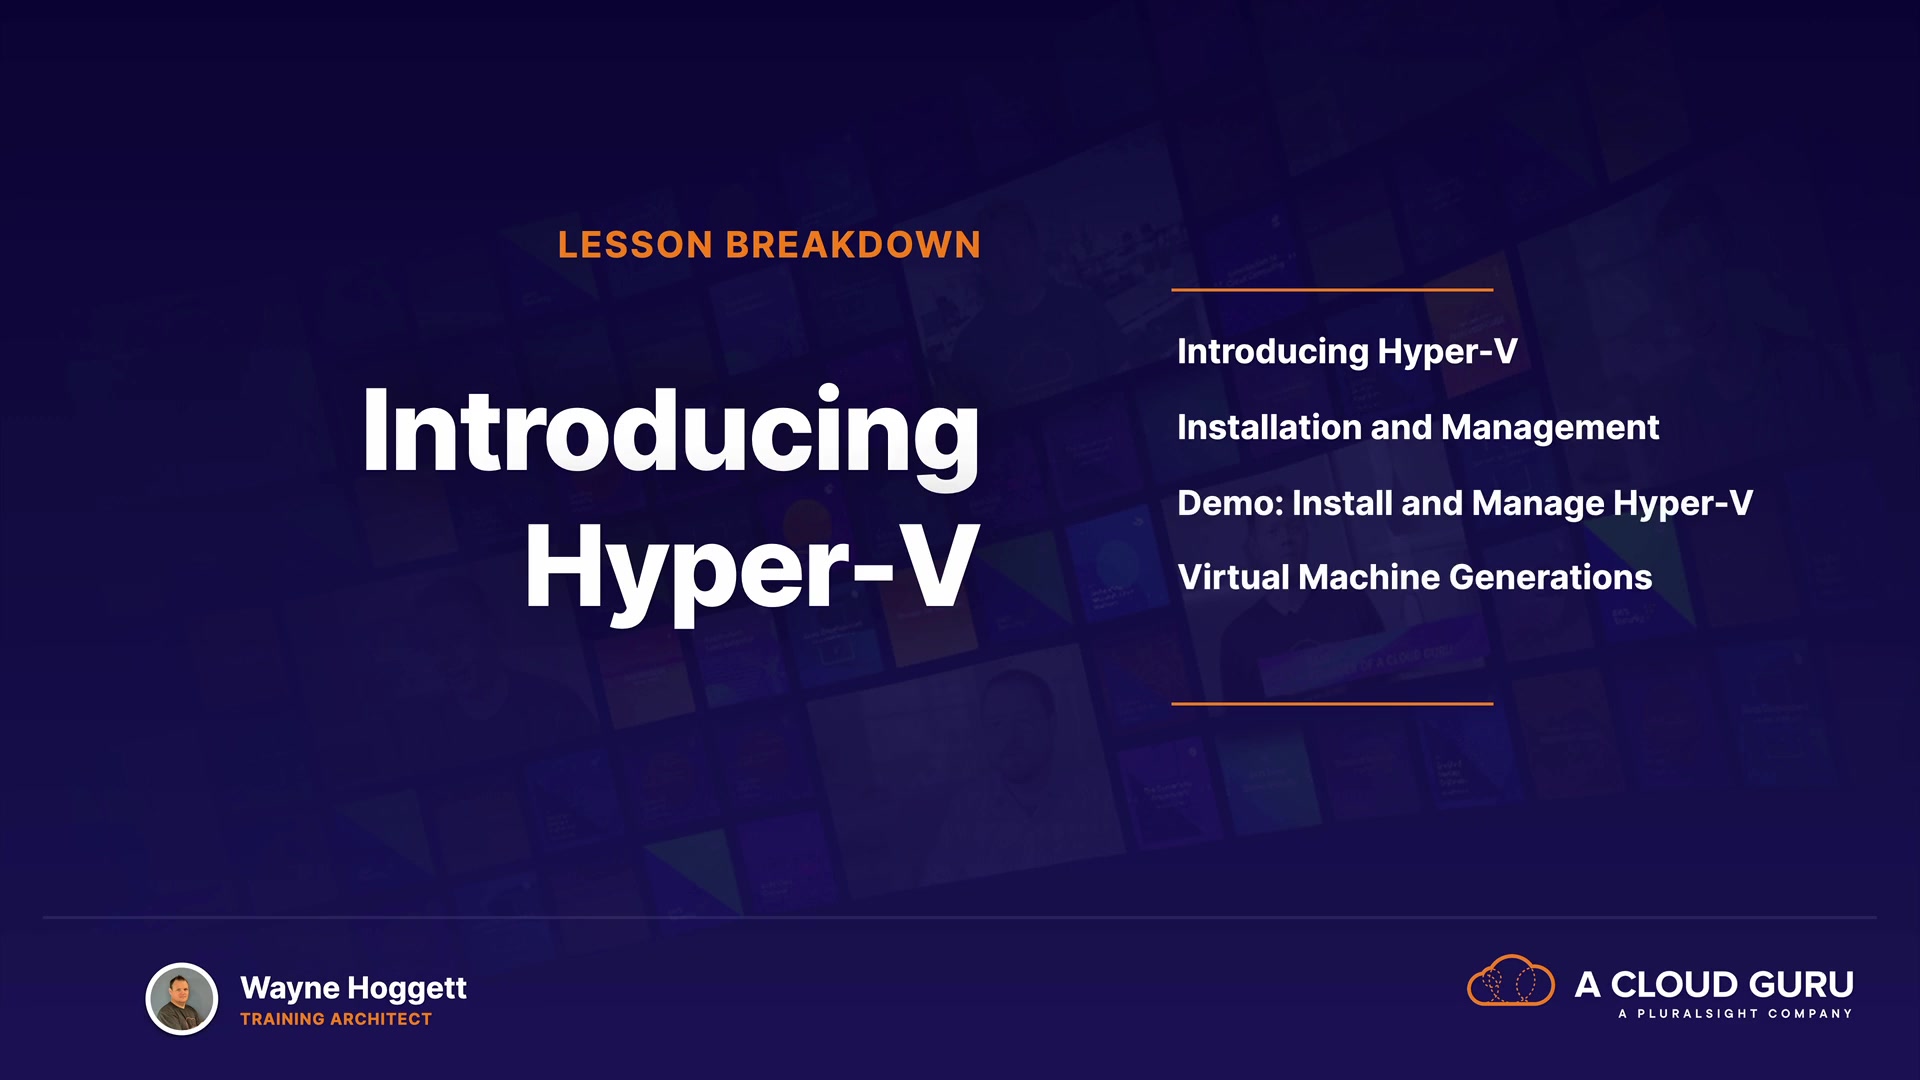 LESSON BREAKDOWN
Introducing
Hyper-V
Introducing Hyper-V
Installation and Management
Demo: Install and Manage Hyper-V
Virtual Machine Generations
Wayne Hoggett
TRAINING ARCHITECT
A CLOUD GURU
A PLURALSIGHT COMPANY